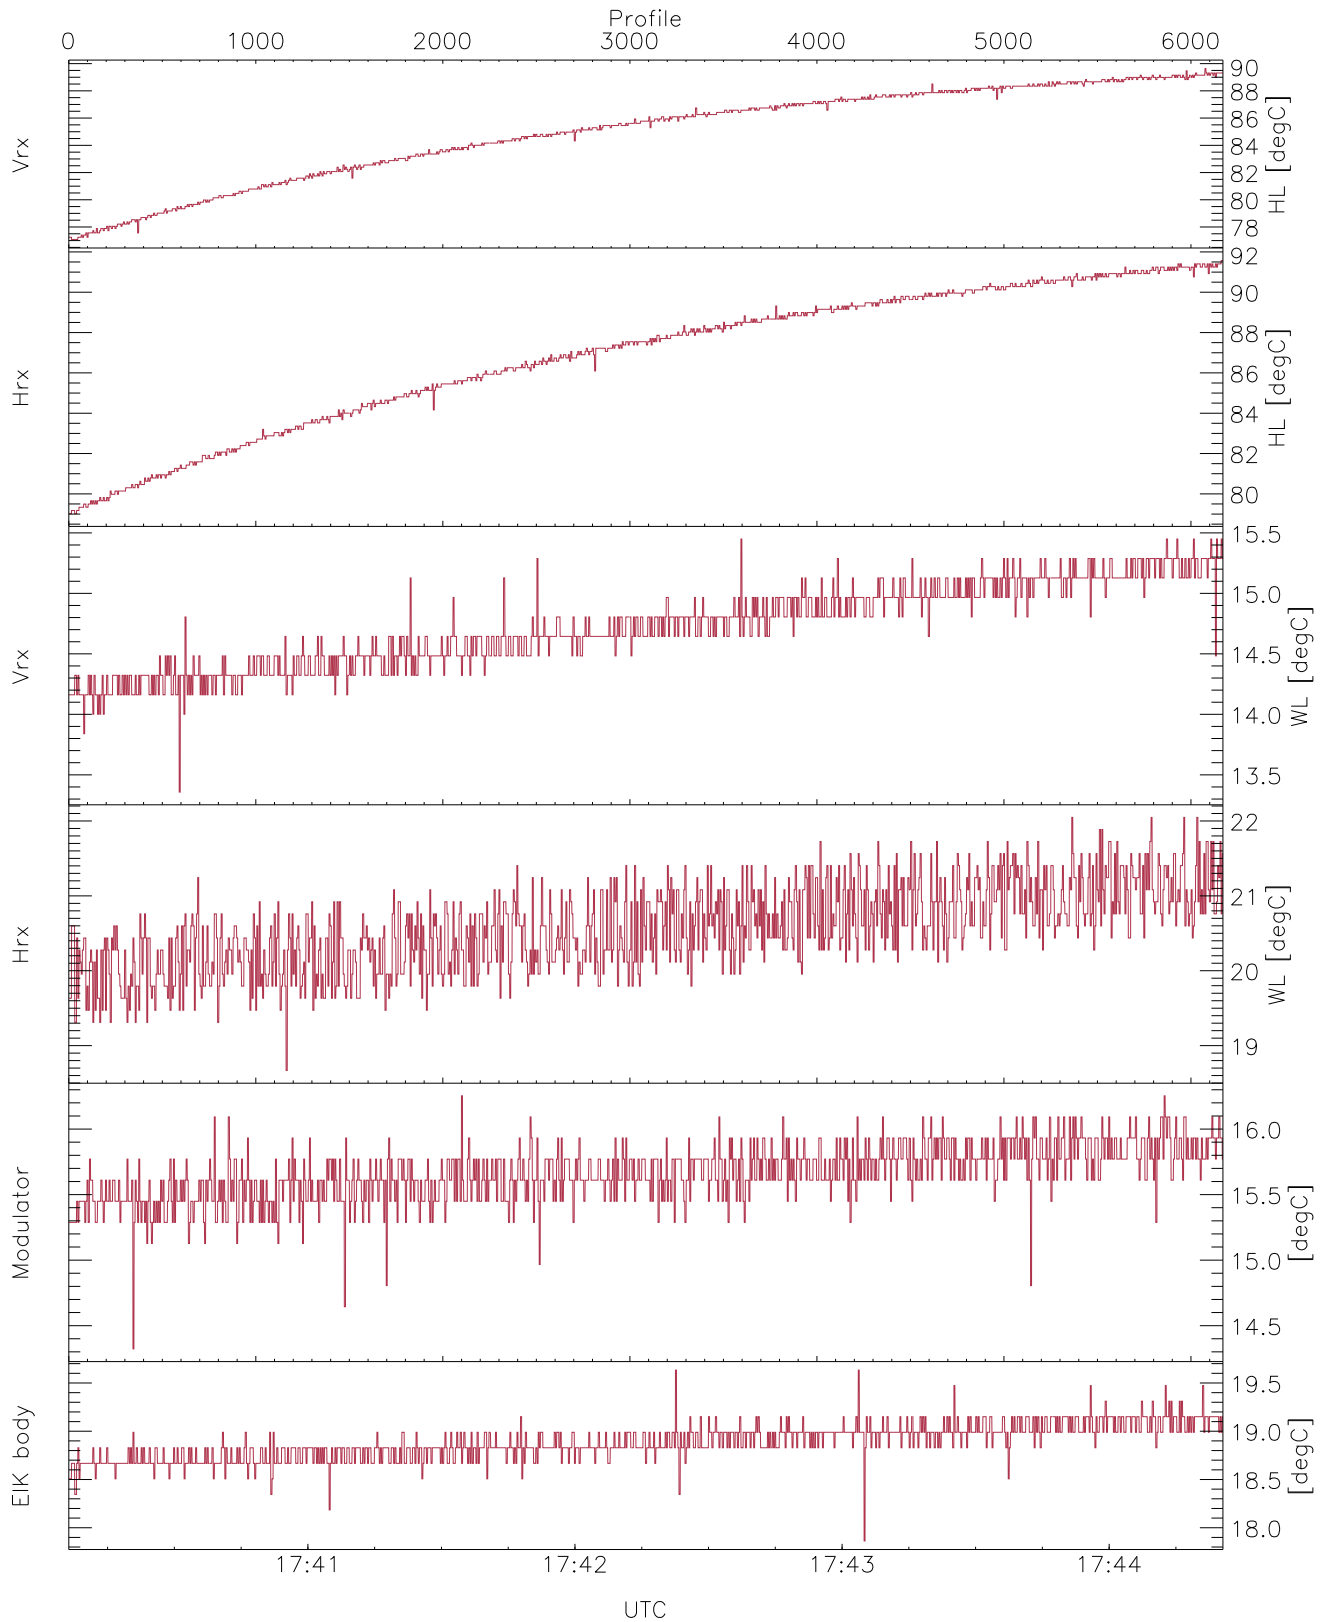 Profile
0 1000 2000 3000 4000 5000 6000
Vrx
90
88
86
84
82
80
78
HL [degC]
Hrx
92
90
88
86
84
82
80
HL [degC]
Vrx
15.5
15.0
14.5
14.0
13.5
WL [degC]
Hrx
22
21
20
19
WL [degC]
Modulator
16.0
15.5
15.0
14.5
[degC]
EIK body
19.5
19.0
18.5
18.0
[degC]
17:41 17:42 17:43 17:44
UTC